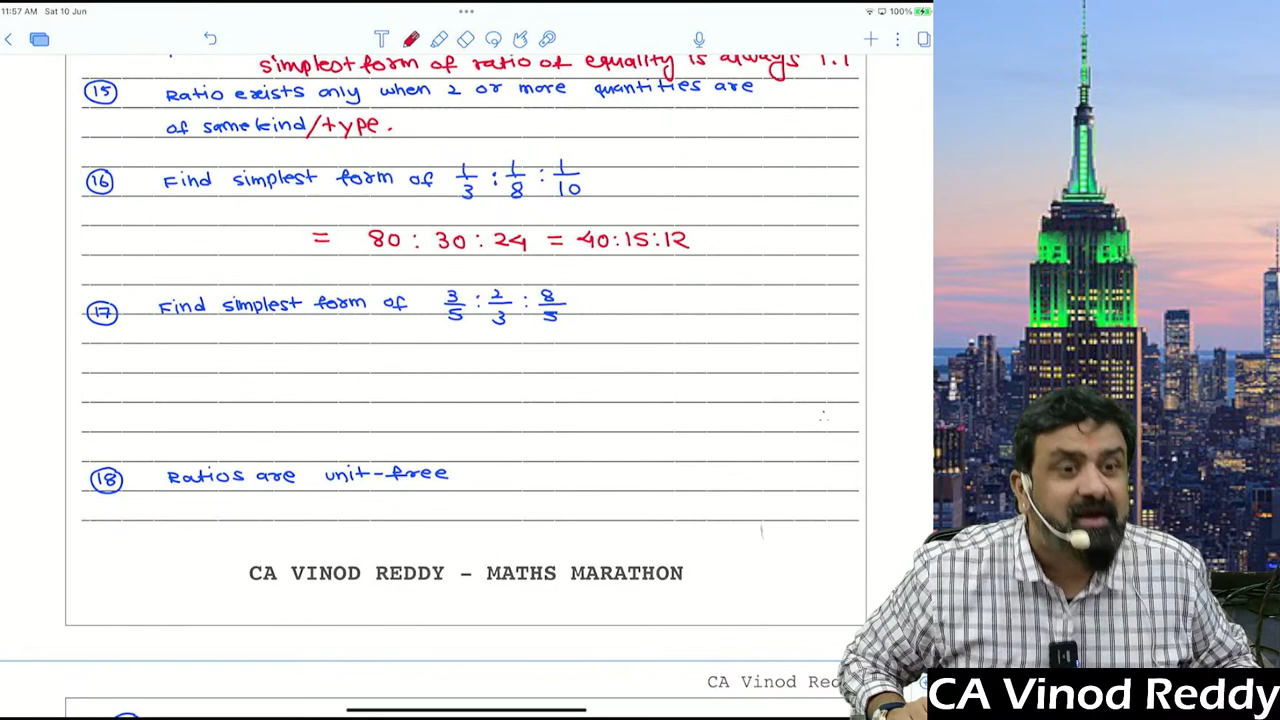 11:57 AM Sat 10 Jun
100%
simplest form of ratio of equality is always 1:1
15 Ratio exists only when 2 or more quantities are
of same kind/type.
16 Find simplest form of 1/3 : 1/8 : 1/10
= 80 : 30 : 24 = 40:15:12
17 Find simplest form of 3/5 : 2/3 : 8/5
18 Ratios are unit-free
CA VINOD REDDY - MATHS MARATHON
CA Vinod
CA Vinod Reddy